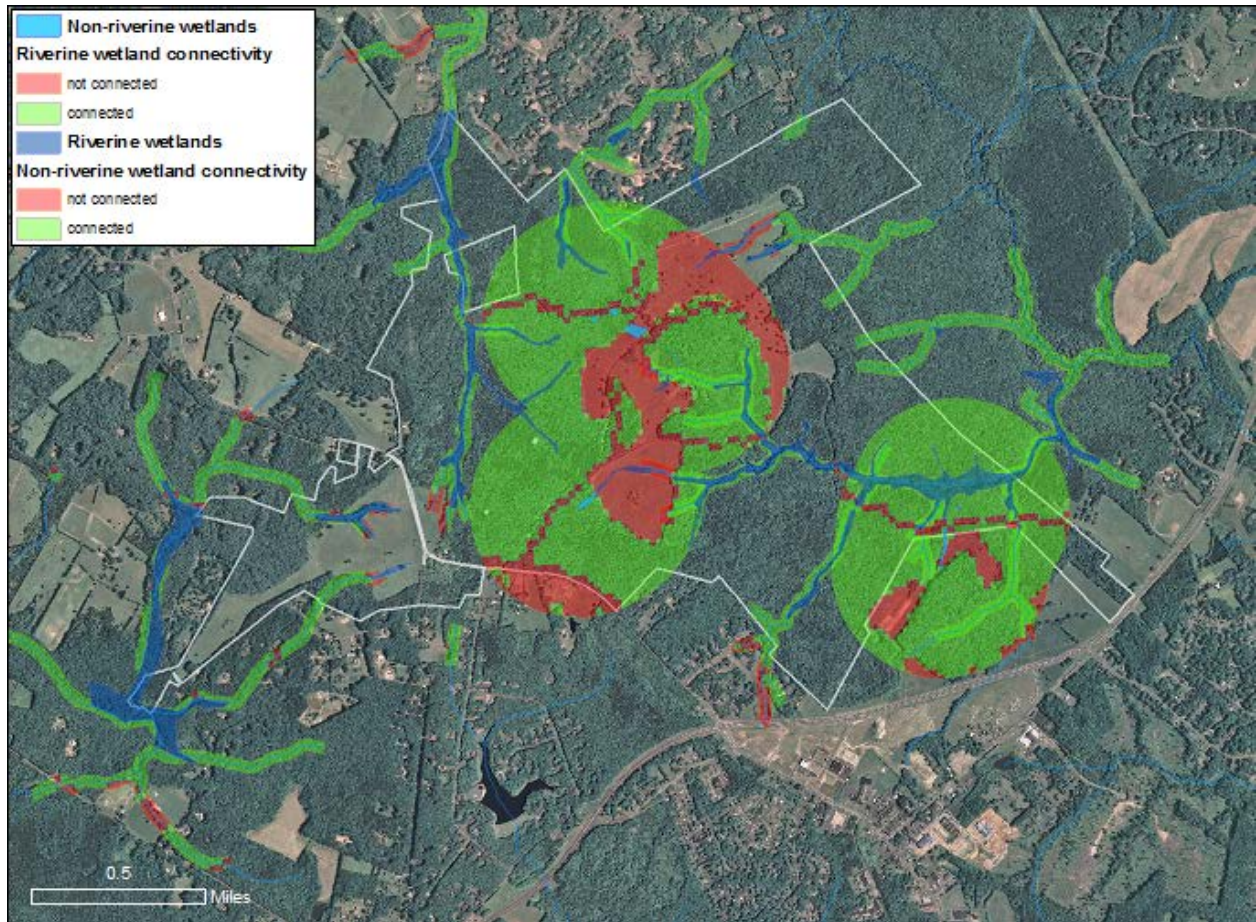 Non-riverine wetlands
Riverine wetland connectivity
not connected
connected
Riverine wetlands
Non-riverine wetland connectivity
not connected
connected
0.5
Miles